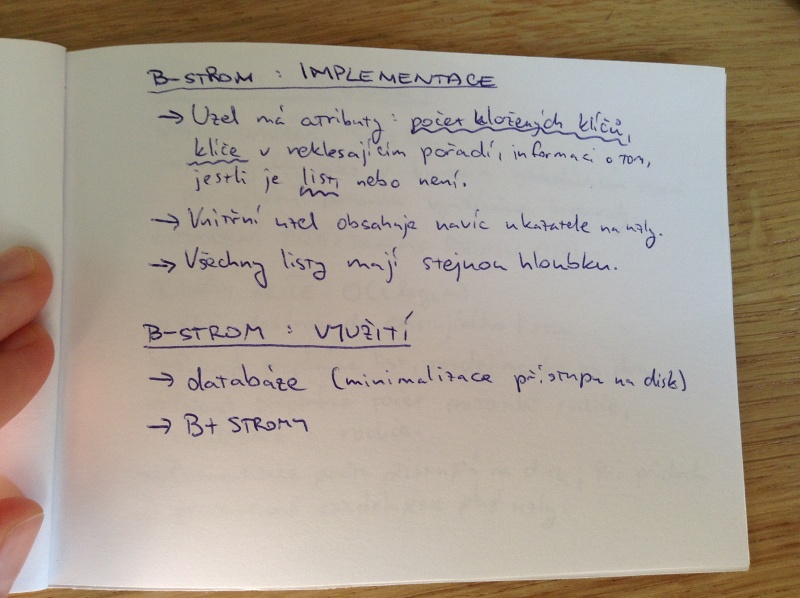 B-STROM : IMPLEMENTACE
→ Uzel má atributy: počet uložených klíčů,
klíče v neklesajícím pořadí, informaci o tom,
jestli je list, nebo není.
→ Vnitřní uzel obsahuje navíc ukazatele na uzly.
→ Všechny listy mají stejnou hloubku.
B-STROM : VYUŽITÍ
→ databáze (minimalizace přístupu na disk)
→ B+ STROMY